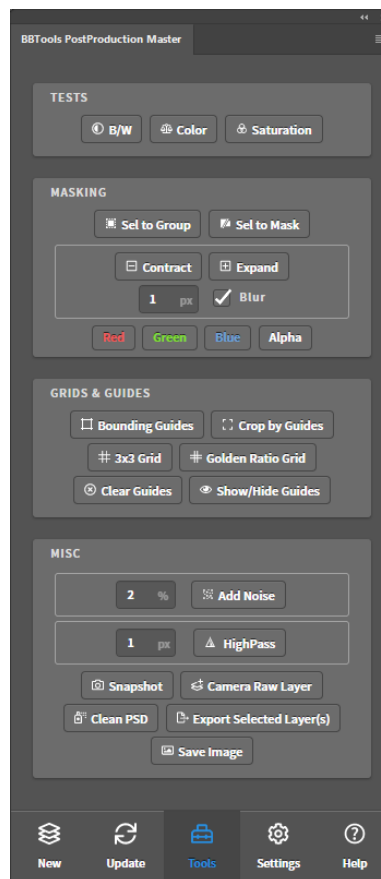 BBTools PostProduction Master
TESTS
B/W Color Saturation
MASKING
Sel to Group Sel to Mask
Contract Expand
1 px Blur
Red Green Blue Alpha
GRIDS & GUIDES
Bounding Guides Crop by Guides
3x3 Grid Golden Ratio Grid
Clear Guides Show/Hide Guides
MISC
2 % Add Noise
1 px HighPass
Snapshot Camera Raw Layer
Clean PSD Export Selected Layer(s)
Save Image
New Update Tools Settings Help